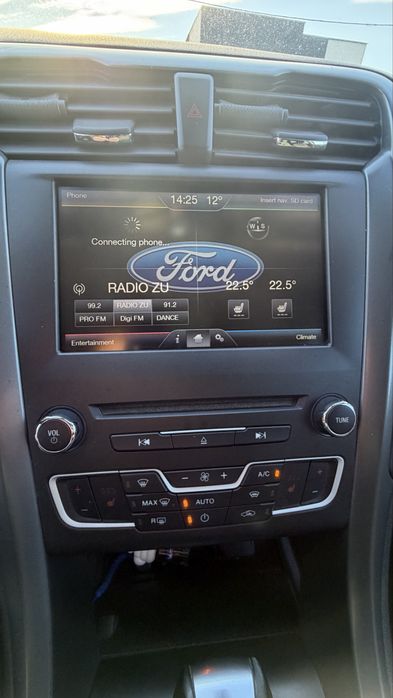 Phone
14:25 12°
Insert nav. SD card
W S
Connecting phone...
Ford
RADIO ZU
22.5° 22.5°
99.2 RADIO ZU 91.2
PRO FM Digi FM DANCE
Entertainment
i
Climate
VOL
TUNE
A/C
MAX
AUTO
R